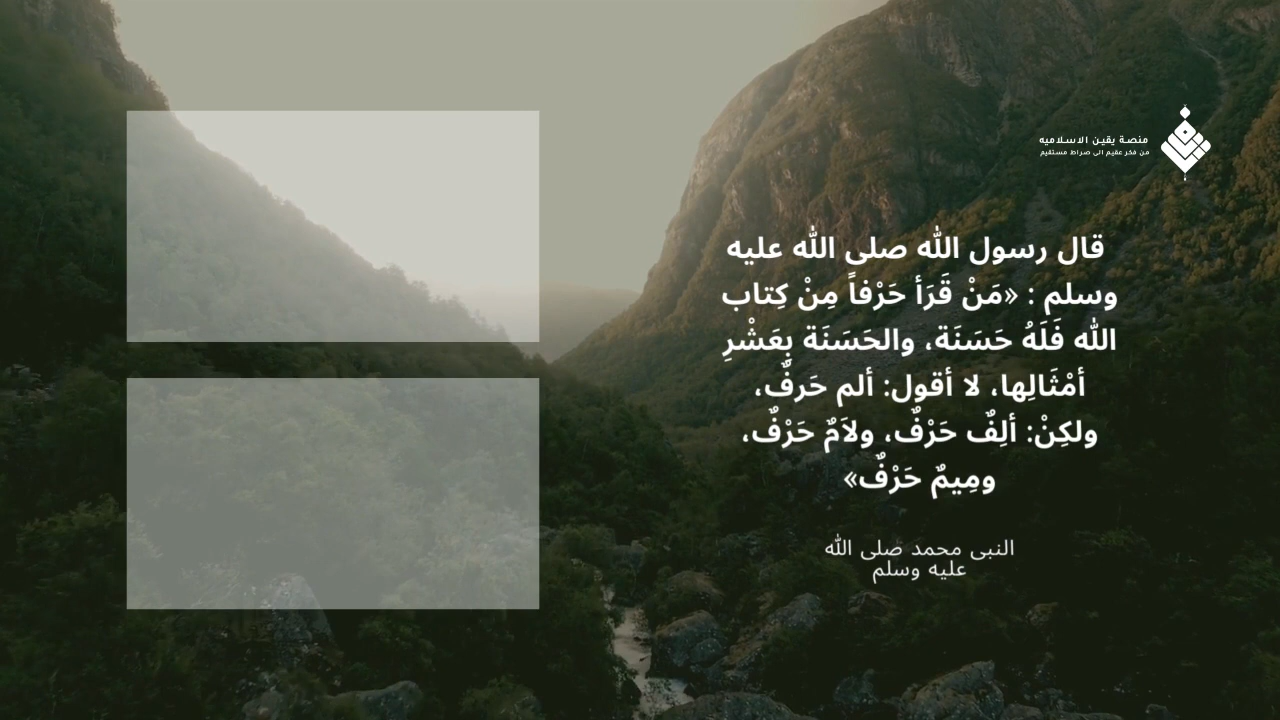 منصة يقين الاسلاميه
من فكر عقيم الى صراط مستقيم
قال رسول الله صلى الله عليه
وسلم : «مَنْ قَرَأ حَرْفاً مِنْ كِتاب
الله فَلَهُ حَسَنَة، والحَسَنَة بِعَشْرِ
أمْثَالِها، لا أقول: ألم حَرفٌ،
ولكِنْ: ألِفٌ حَرْفٌ، ولاَمٌ حَرْفٌ،
ومِيمٌ حَرْفٌ»
النبى محمد صلى الله
عليه وسلم